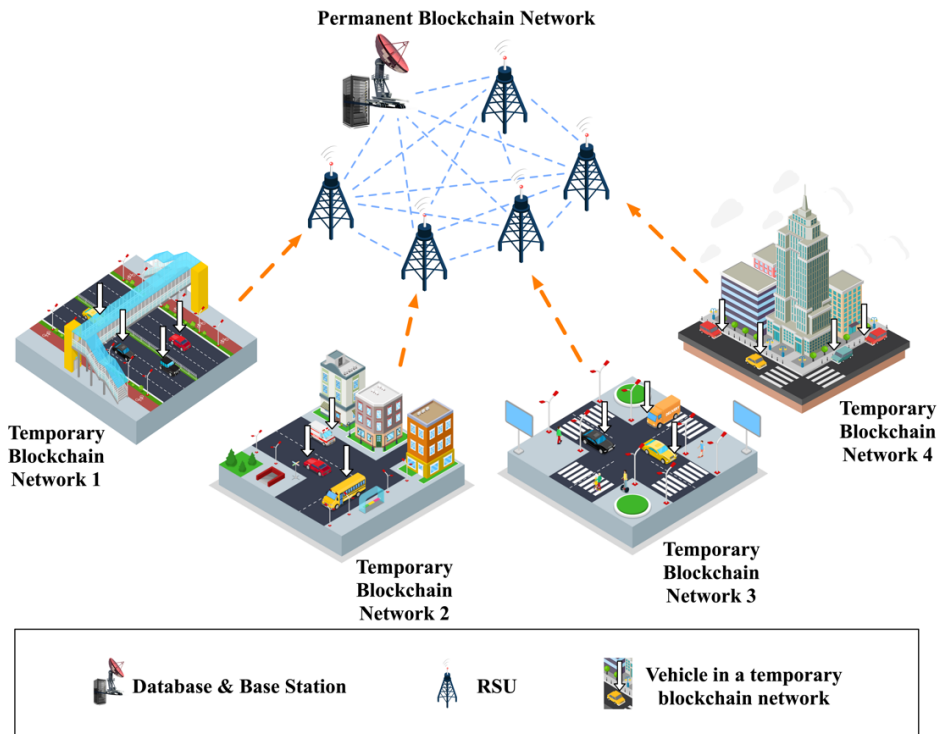 Permanent Blockchain Network
Temporary
Blockchain
Network 1
Temporary
Blockchain
Network 2
Temporary
Blockchain
Network 3
Temporary
Blockchain
Network 4
Database & Base Station
RSU
Vehicle in a temporary
blockchain network